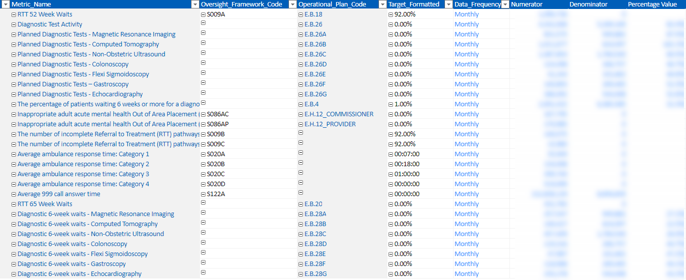 Metric_Name Oversight_Framework_Code Operational_Plan_Code Target_Formatted Data_Frequency Numerator Denominator Percentage Value
RTT 52 Week Waits S009A E.B.18 92.00% Monthly
Diagnostic Test Activity E.B.26 0.00% Monthly
Planned Diagnostic Tests - Magnetic Resonance Imaging E.B.26A 0.00% Monthly
Planned Diagnostic Tests - Computed Tomography E.B.26B 0.00% Monthly
Planned Diagnostic Tests - Non-Obstetric Ultrasound E.B.26C 0.00% Monthly
Planned Diagnostic Tests - Colonoscopy E.B.26D 0.00% Monthly
Planned Diagnostic Tests - Flexi Sigmoidoscopy E.B.26E 0.00% Monthly
Planned Diagnostic Tests – Gastroscopy E.B.26F 0.00% Monthly
Planned Diagnostic Tests - Echocardiography E.B.26G 0.00% Monthly
The percentage of patients waiting 6 weeks or more for a diagno E.B.4 1.00% Monthly
Inappropriate adult acute mental health Out of Area Placement ( S086AC E.H.12_COMMISSIONER 0.00% Monthly
Inappropriate adult acute mental health Out of Area Placement ( S086AP E.H.12_PROVIDER 0.00% Monthly
The number of incomplete Referral to Treatment (RTT) pathways S009B 92.00% Monthly
The number of incomplete Referral to Treatment (RTT) pathways S009C 92.00% Monthly
Average ambulance response time: Category 1 S020A 00:07:00 Monthly
Average ambulance response time: Category 2 S020B 00:18:00 Monthly
Average ambulance response time: Category 3 S020C 01:00:00 Monthly
Average ambulance response time: Category 4 S020D 00:00:00 Monthly
Average 999 call answer time S122A 00:00:00 Monthly
RTT 65 Week Waits E.B.20 0.00% Monthly
Diagnostic 6-week waits - Magnetic Resonance Imaging E.B.28A 0.00% Monthly
Diagnostic 6-week waits - Computed Tomography E.B.28B 0.00% Monthly
Diagnostic 6-week waits - Non-Obstetric Ultrasound E.B.28C 0.00% Monthly
Diagnostic 6-week waits - Colonoscopy E.B.28D 0.00% Monthly
Diagnostic 6-week waits - Flexi Sigmoidoscopy E.B.28E 0.00% Monthly
Diagnostic 6-week waits - Gastroscopy E.B.28F 0.00% Monthly
Diagnostic 6-week waits - Echocardiography E.B.28G 0.00% Monthly